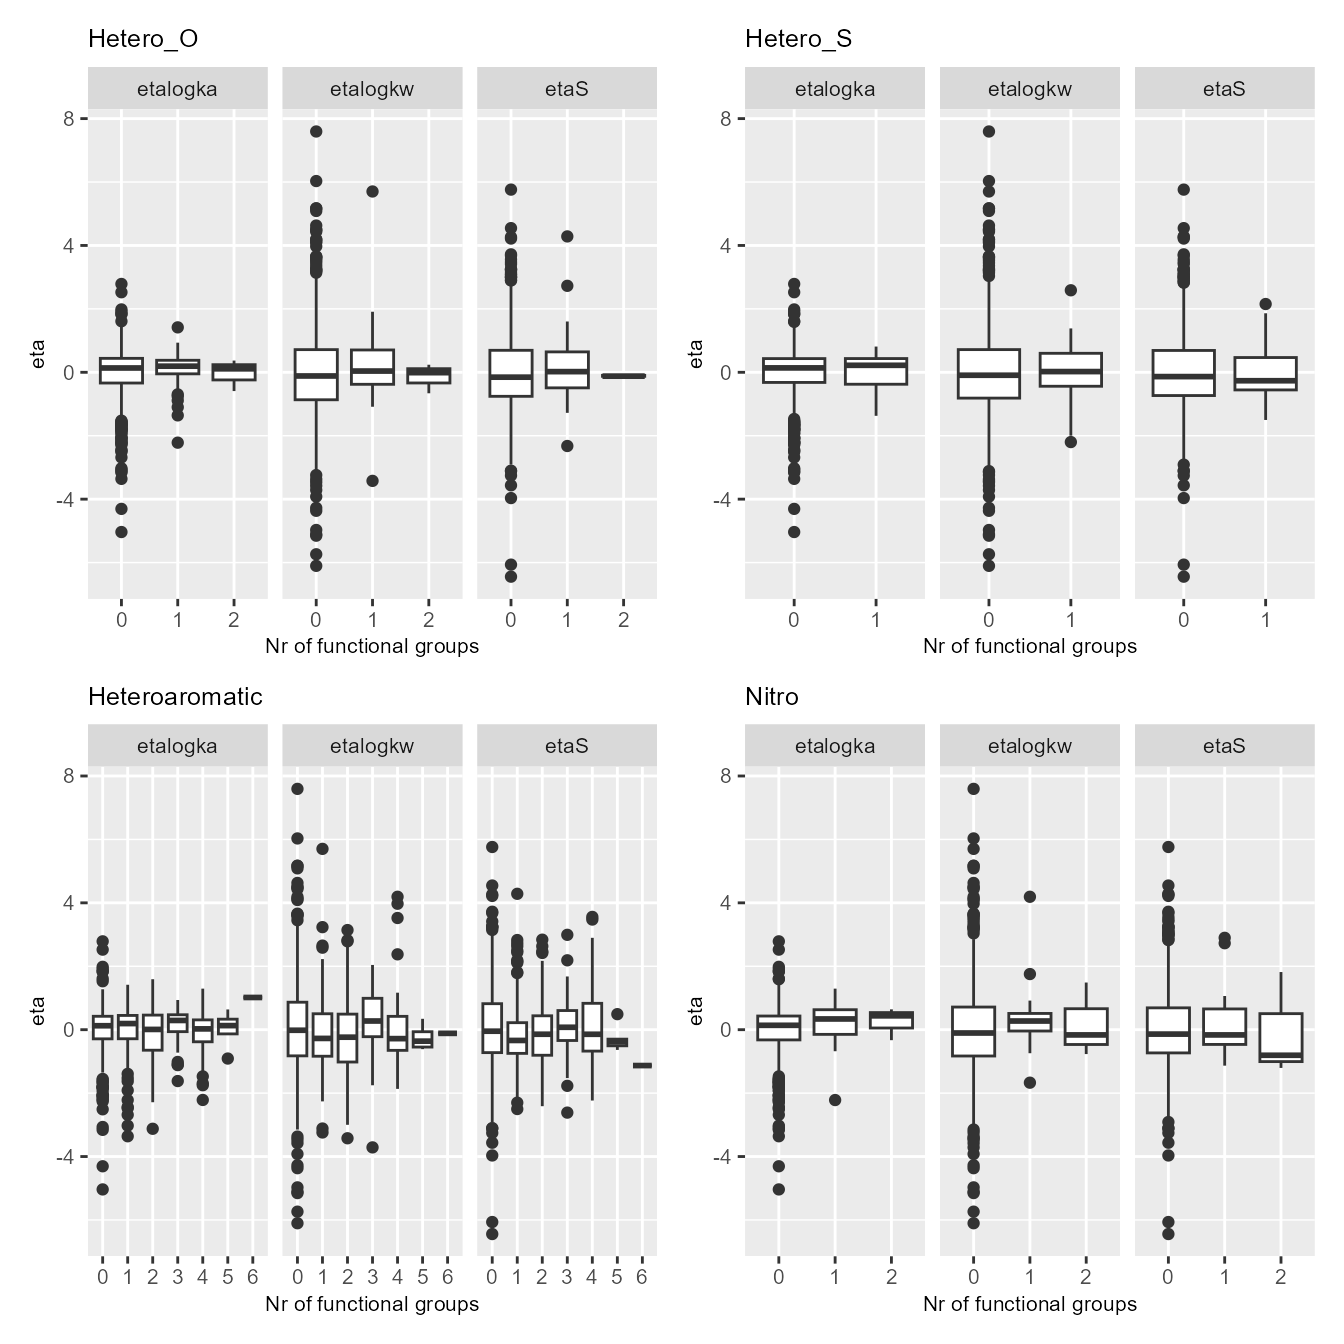 Hetero_O
etalogka etalogkw etaS
8
4
0
-4
eta
0 1 2 0 1 2 0 1 2
Nr of functional groups
Hetero_S
etalogka etalogkw etaS
8
4
0
-4
eta
0 1 0 1 0 1
Nr of functional groups
Heteroaromatic
etalogka etalogkw etaS
8
4
0
-4
eta
0 1 2 3 4 5 6 0 1 2 3 4 5 6 0 1 2 3 4 5 6
Nr of functional groups
Nitro
etalogka etalogkw etaS
8
4
0
-4
eta
0 1 2 0 1 2 0 1 2
Nr of functional groups